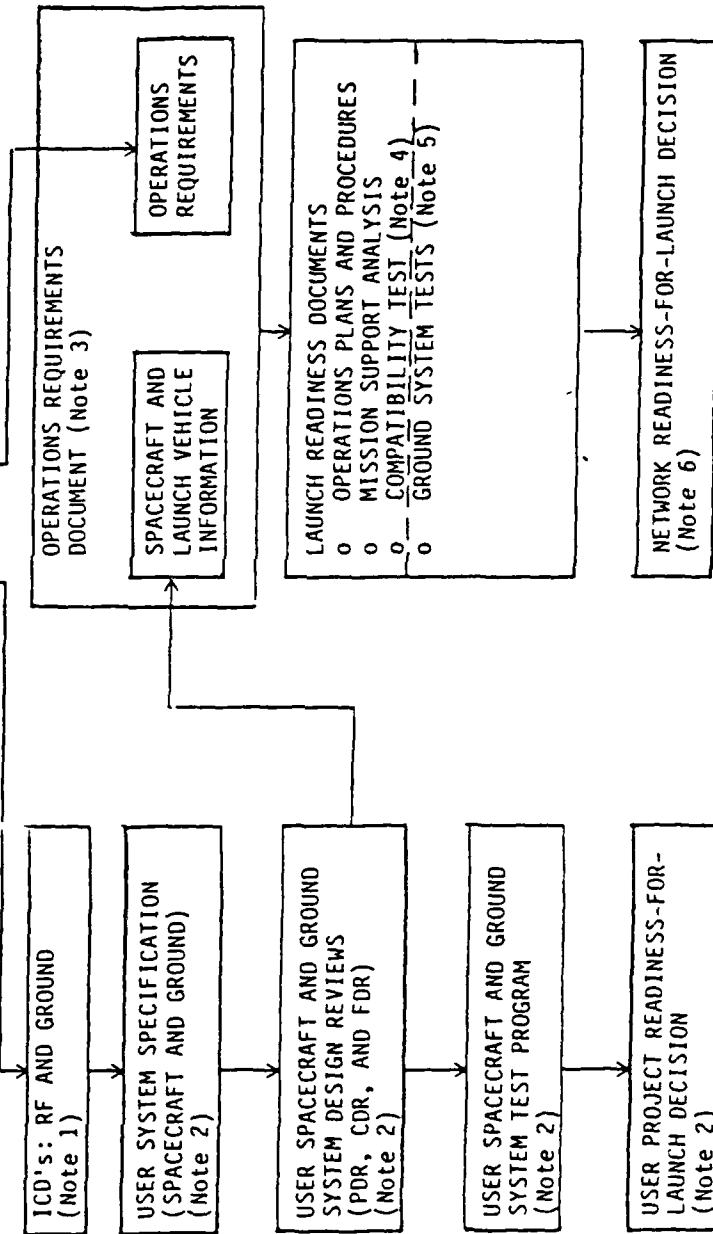 ICD's: RF AND GROUND
(Note 1)
USER SYSTEM SPECIFICATION
(SPACECRAFT AND GROUND)
(Note 2)
USER SPACECRAFT AND GROUND
SYSTEM DESIGN REVIEWS
(PDR, CDR, AND FDR)
(Note 2)
USER SPACECRAFT AND GROUND
SYSTEM TEST PROGRAM
(Note 2)
USER PROJECT READINESS-FOR-
LAUNCH DECISION
(Note 2)
OPERATIONS REQUIREMENTS
DOCUMENT (Note 3)
SPACECRAFT AND
LAUNCH VEHICLE
INFORMATION
OPERATIONS
REQUIREMENTS
LAUNCH READINESS DOCUMENTS
o OPERATIONS PLANS AND PROCEDURES
o MISSION SUPPORT ANALYSIS
o COMPATIBILITY TEST (Note 4)
o GROUND SYSTEM TESTS (Note 5)
NETWORK READINESS-FOR-LAUNCH DECISION
(Note 6)